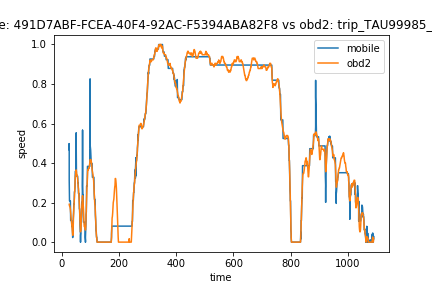 e: 491D7ABF-FCEA-40F4-92AC-F5394ABA82F8 vs obd2: trip_TAU99985_
mobile
obd2
1.0
0.8
0.6
0.4
0.2
0.0
speed
0 200 400 600 800 1000
time